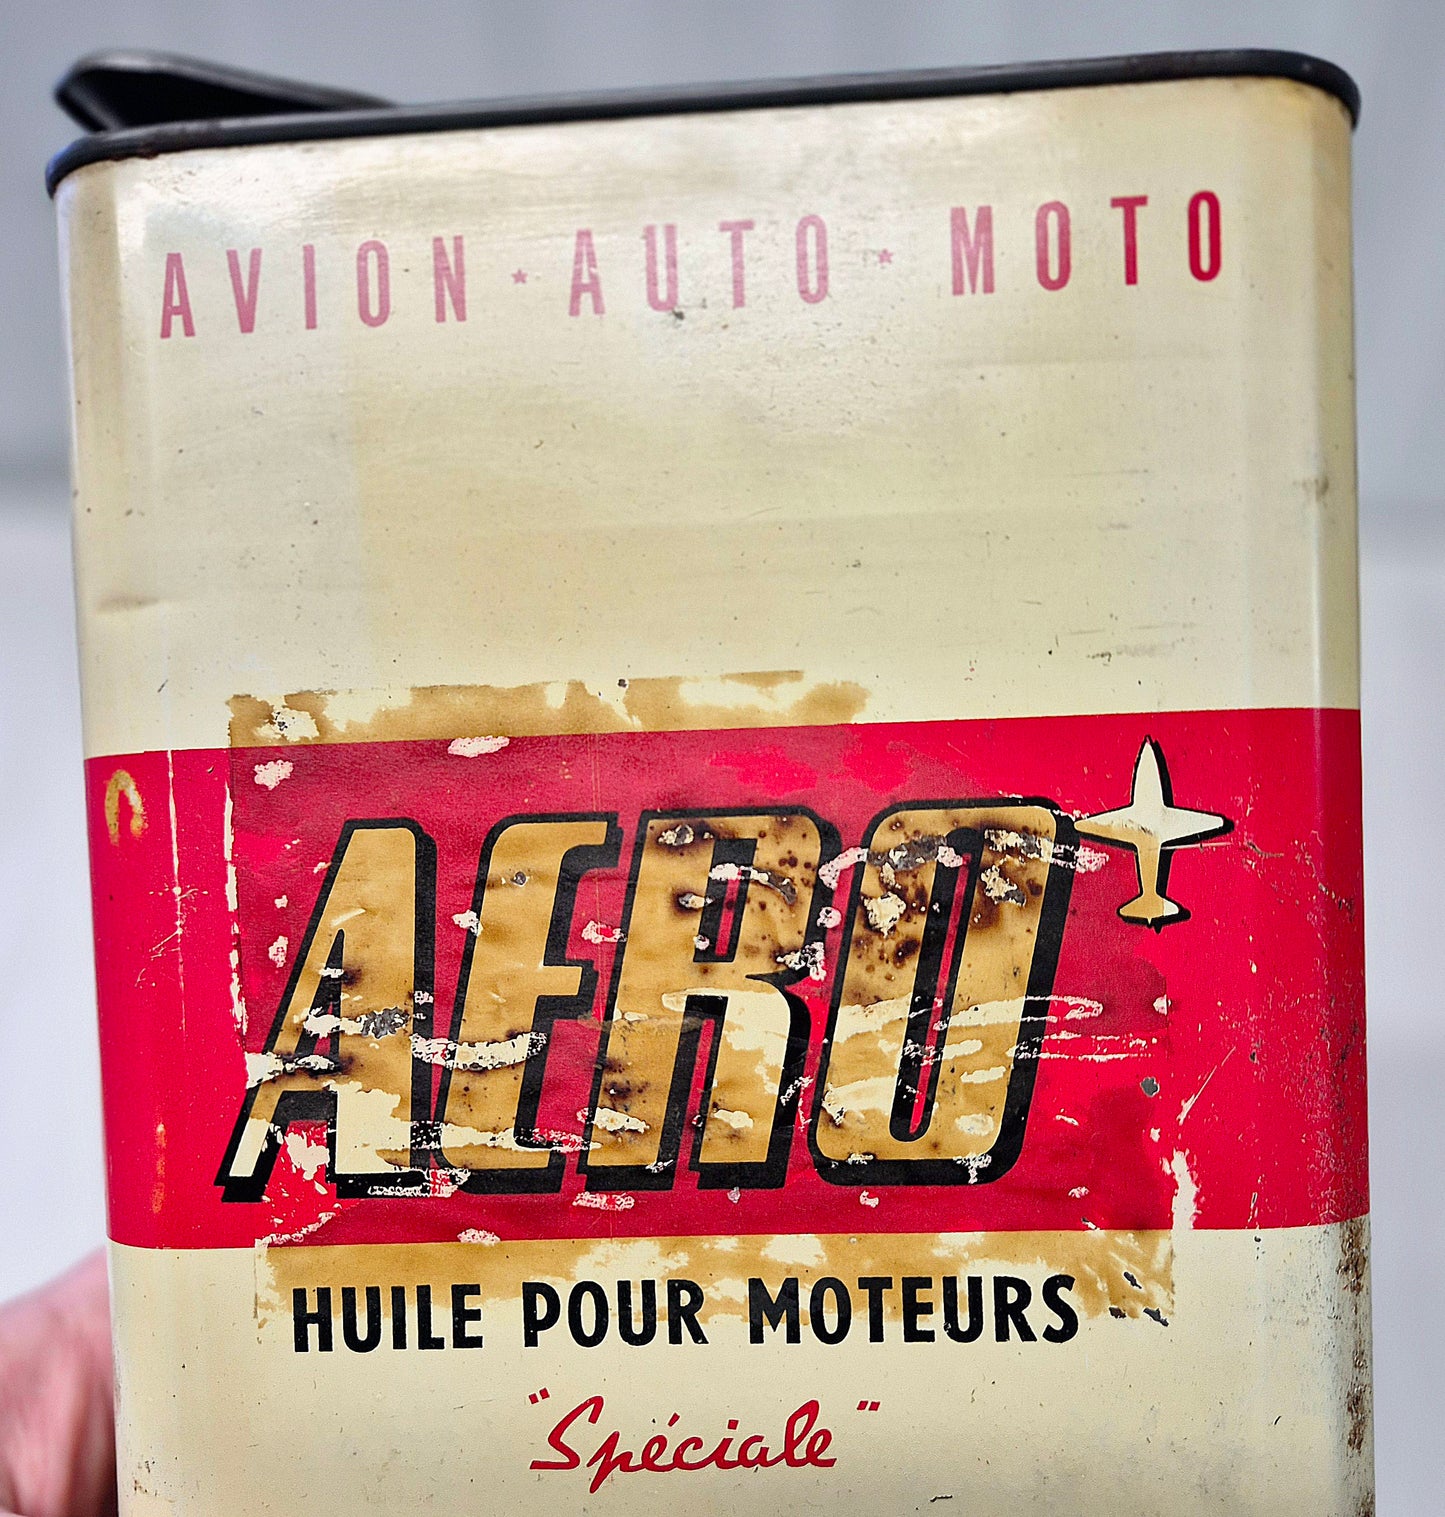 AVION ★ AUTO ★ MOTO
AERO
HUILE POUR MOTEURS
"Spéciale"